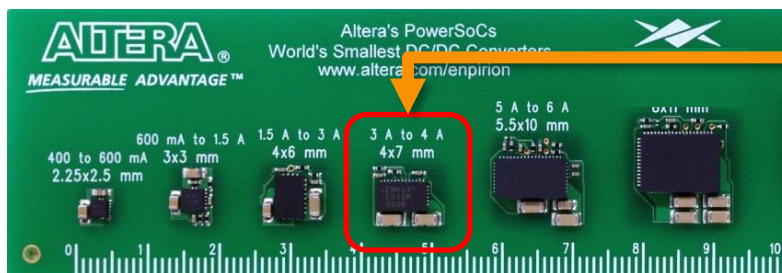 ALTERA®
MEASURABLE ADVANTAGE™
Altera's PowerSoCs
World's Smallest DC/DC Converters
www.altera.com/enpirion
400 to 600 mA
2.25x2.5 mm
600 mA to 1.5 A
3x3 mm
1.5 A to 3 A
4x6 mm
3 A to 4 A
4x7 mm
5 A to 6 A
5.5x10 mm
8x11 mm
0 1 2 3 4 5 6 7 8 9 10